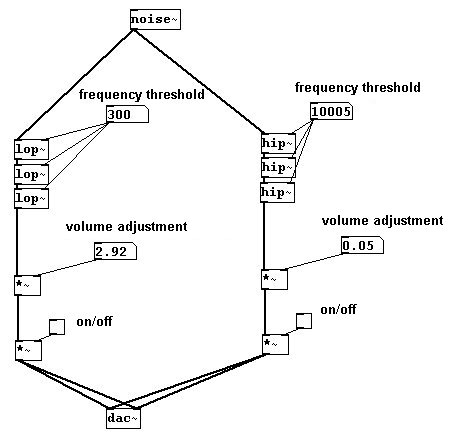 noise~
frequency threshold
300
frequency threshold
10005
lop~
lop~
lop~
hip~
hip~
hip~
volume adjustment
2.92
volume adjustment
0.05
*~
*~
on/off
on/off
*~
*~
dac~